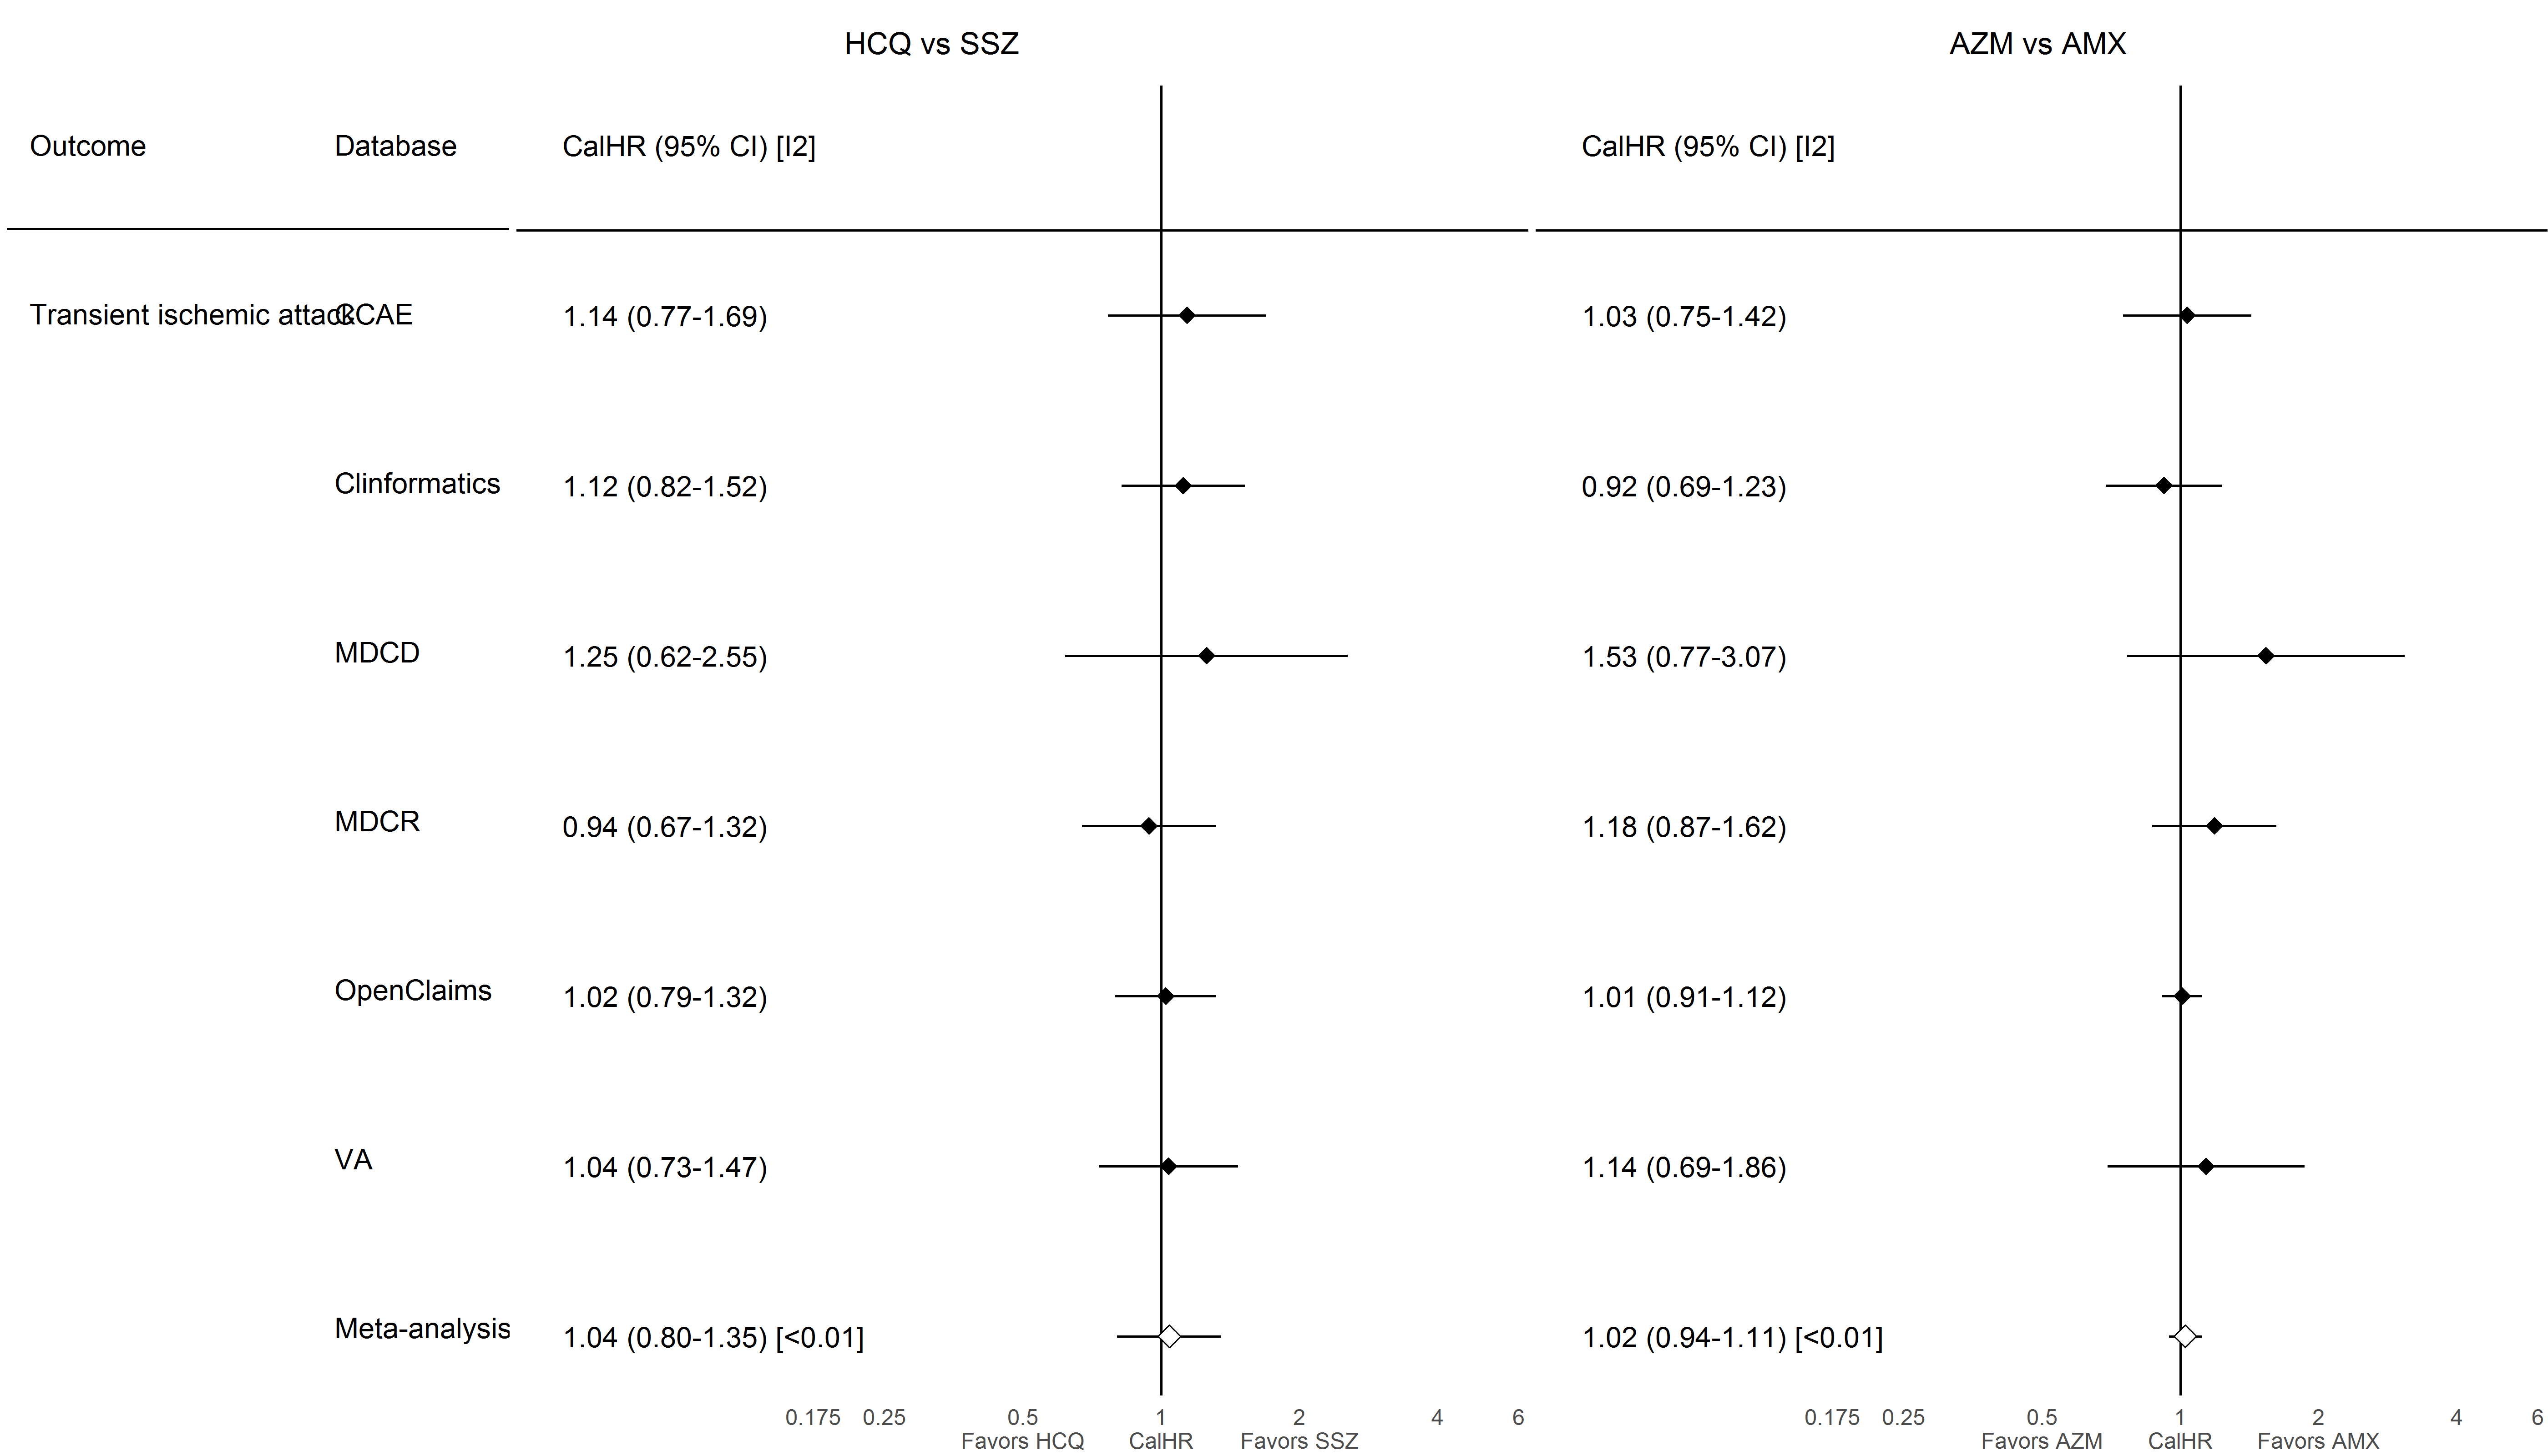 HCQ vs SSZ AZM vs AMX
Outcome Database CalHR (95% CI) [I2] CalHR (95% CI) [I2]
Transient ischemic attack CCAE 1.14 (0.77-1.69) 1.03 (0.75-1.42)
Clinformatics 1.12 (0.82-1.52) 0.92 (0.69-1.23)
MDCD 1.25 (0.62-2.55) 1.53 (0.77-3.07)
MDCR 0.94 (0.67-1.32) 1.18 (0.87-1.62)
OpenClaims 1.02 (0.79-1.32) 1.01 (0.91-1.12)
VA 1.04 (0.73-1.47) 1.14 (0.69-1.86)
Meta-analysis 1.04 (0.80-1.35) [<0.01] 1.02 (0.94-1.11) [<0.01]
0.175 0.25 0.5 1 2 4 6 0.175 0.25 0.5 1 2 4 6
Favors HCQ CalHR Favors SSZ Favors AZM CalHR Favors AMX